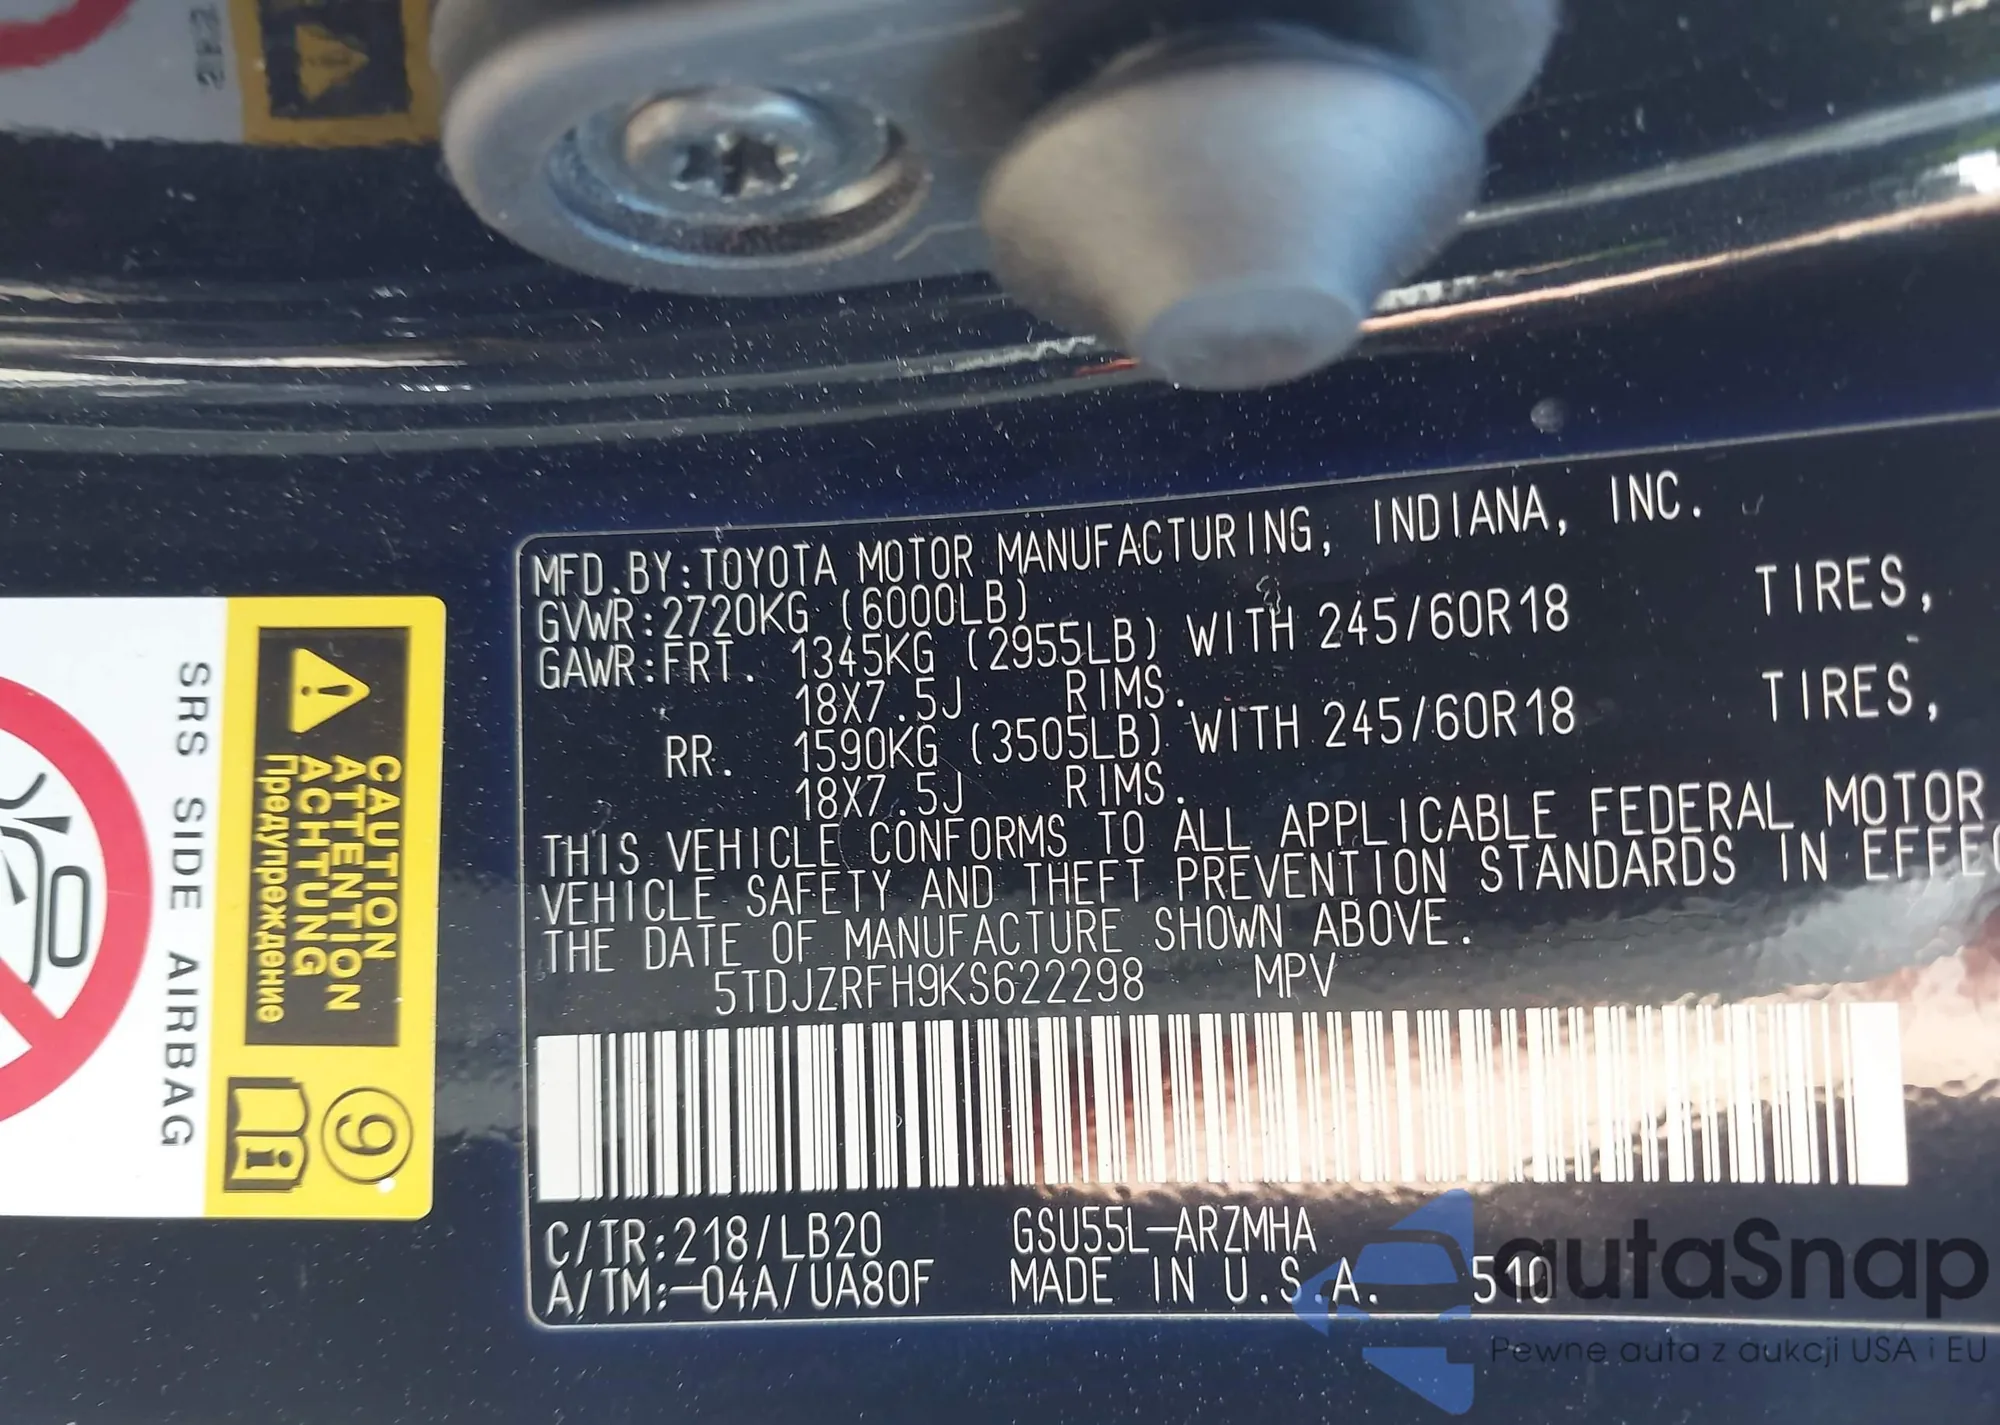 MFD.BY:TOYOTA MOTOR MANUFACTURING, INDIANA, INC.
GVWR:2720KG (6000LB)
GAWR:FRT. 1345KG (2955LB) WITH 245/60R18 TIRES,
18X7.5J RIMS.
RR. 1590KG (3505LB) WITH 245/60R18 TIRES,
18X7.5J RIMS.
THIS VEHICLE CONFORMS TO ALL APPLICABLE FEDERAL MOTOR
VEHICLE SAFETY AND THEFT PREVENTION STANDARDS IN EFFEC
THE DATE OF MANUFACTURE SHOWN ABOVE.
5TDJZRFH9KS622298 MPV
C/TR:218/LB20 GSU55L-ARZMHA
A/TM:-04A/UA80F MADE IN U.S.A. 510
CAUTION
ATTENTION
ACHTUNG
Предупреждение
9
i
SRS SIDE AIRBAG
autaSnap
Pewne auta z aukcji USA i EU